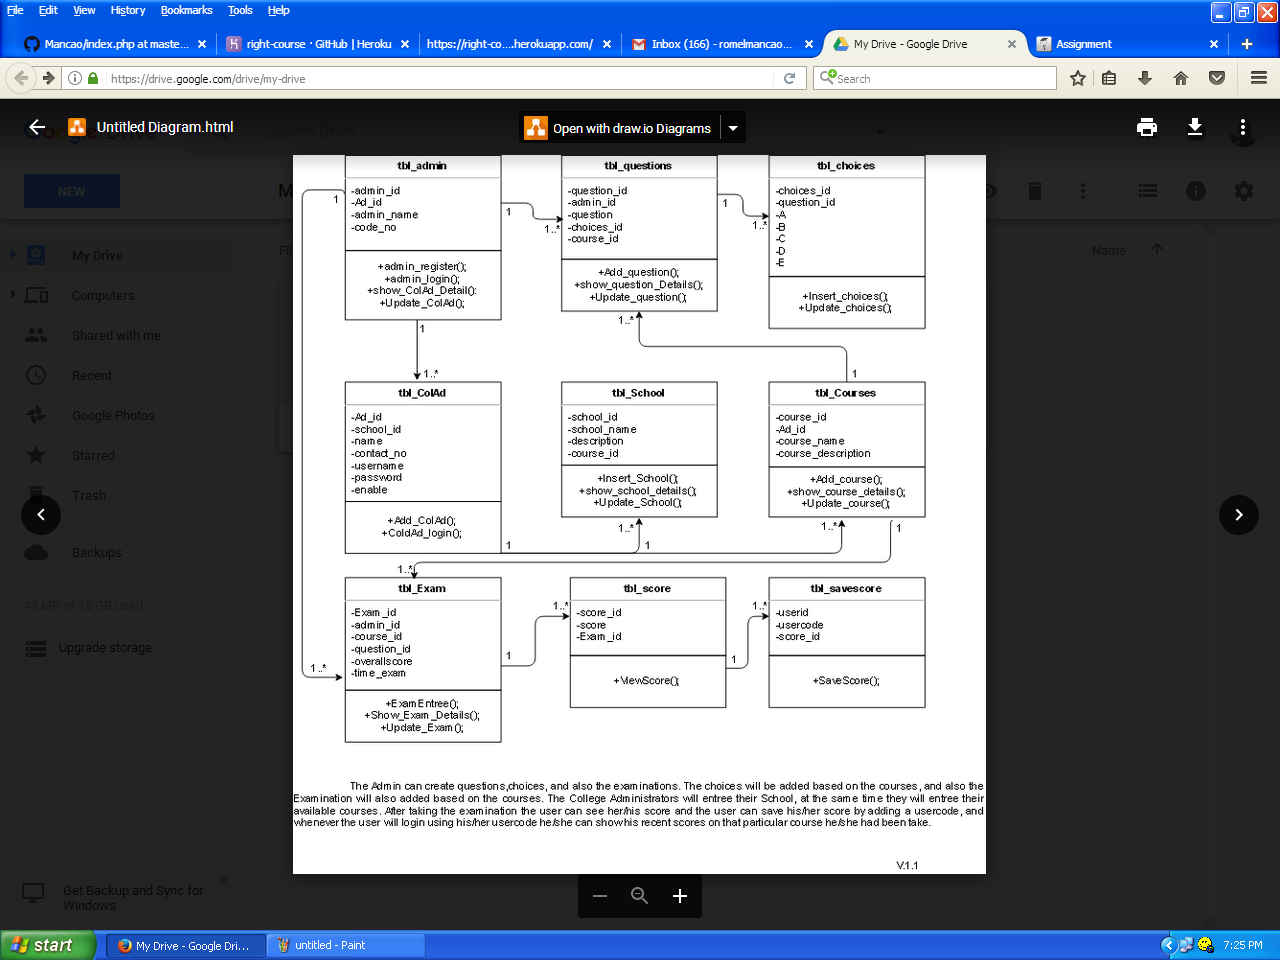 File Edit View History Bookmarks Tools Help
Mancao/index.php at maste...
right-course · GitHub | Heroku
https://right-co....herokuapp.com/
Inbox (166) - romelmancao...
My Drive - Google Drive
Assignment
https://drive.google.com/drive/my-drive
Search
Untitled Diagram.html
Open with draw.io Diagrams
Search Drive
NEW
My Drive
Computers
Shared with me
Recent
Google Photos
Starred
Trash
Backups
43 MB of 15 GB used
Upgrade storage
Get Backup and Sync for
Windows
Name
tbl_admin
-admin_id
-Ad_id
-admin_name
-code_no
+admin_register();
+admin_login();
+show_ColAd_Detail():
+Update_ColAd();
tbl_questions
-question_id
-admin_id
-question
-choices_id
-course_id
+Add_question();
+show_question_Details();
+Update_question();
tbl_choices
-choices_id
-question_id
-A
-B
-C
-D
-E
+Insert_choices();
+Update_choices();
1
1
1..*
1
1..*
1
1..*
1..*
1
tbl_ColAd
-Ad_id
-school_id
-name
-contact_no
-username
-password
-enable
+Add_ColAd();
+ColdAd_login();
tbl_School
-school_id
-school_name
-description
-course_id
+Insert_School();
+show_school_details();
+Update_School();
tbl_Courses
-course_id
-Ad_id
-course_name
-course_description
+Add_course();
+show_course_details();
+Update_course();
1..*
1..*
1
1
1
1..*
tbl_Exam
-Exam_id
-admin_id
-course_id
-question_id
-overallscore
-time_exam
+ExamEntree();
+Show_Exam_Details();
+Update_Exam();
1..*
1
1..*
tbl_score
-score_id
-score
-Exam_id
+ViewScore();
1
1..*
tbl_savescore
-userid
-usercode
-score_id
+SaveScore();
The Admin can create questions,choices, and also the examinations. The choices will be added based on the courses, and also the
Examination will also added based on the courses. The College Administrators will entree their School, at the same time they will entree their
available courses. After taking the examination the user can see her/his score and the user can save his/her score by adding a usercode, and
whenever the user will login using his/her usercode he/she can show his recent scores on that particular course he/she had been take.
V.1.1
start
My Drive - Google Dri...
untitled - Paint
7:25 PM